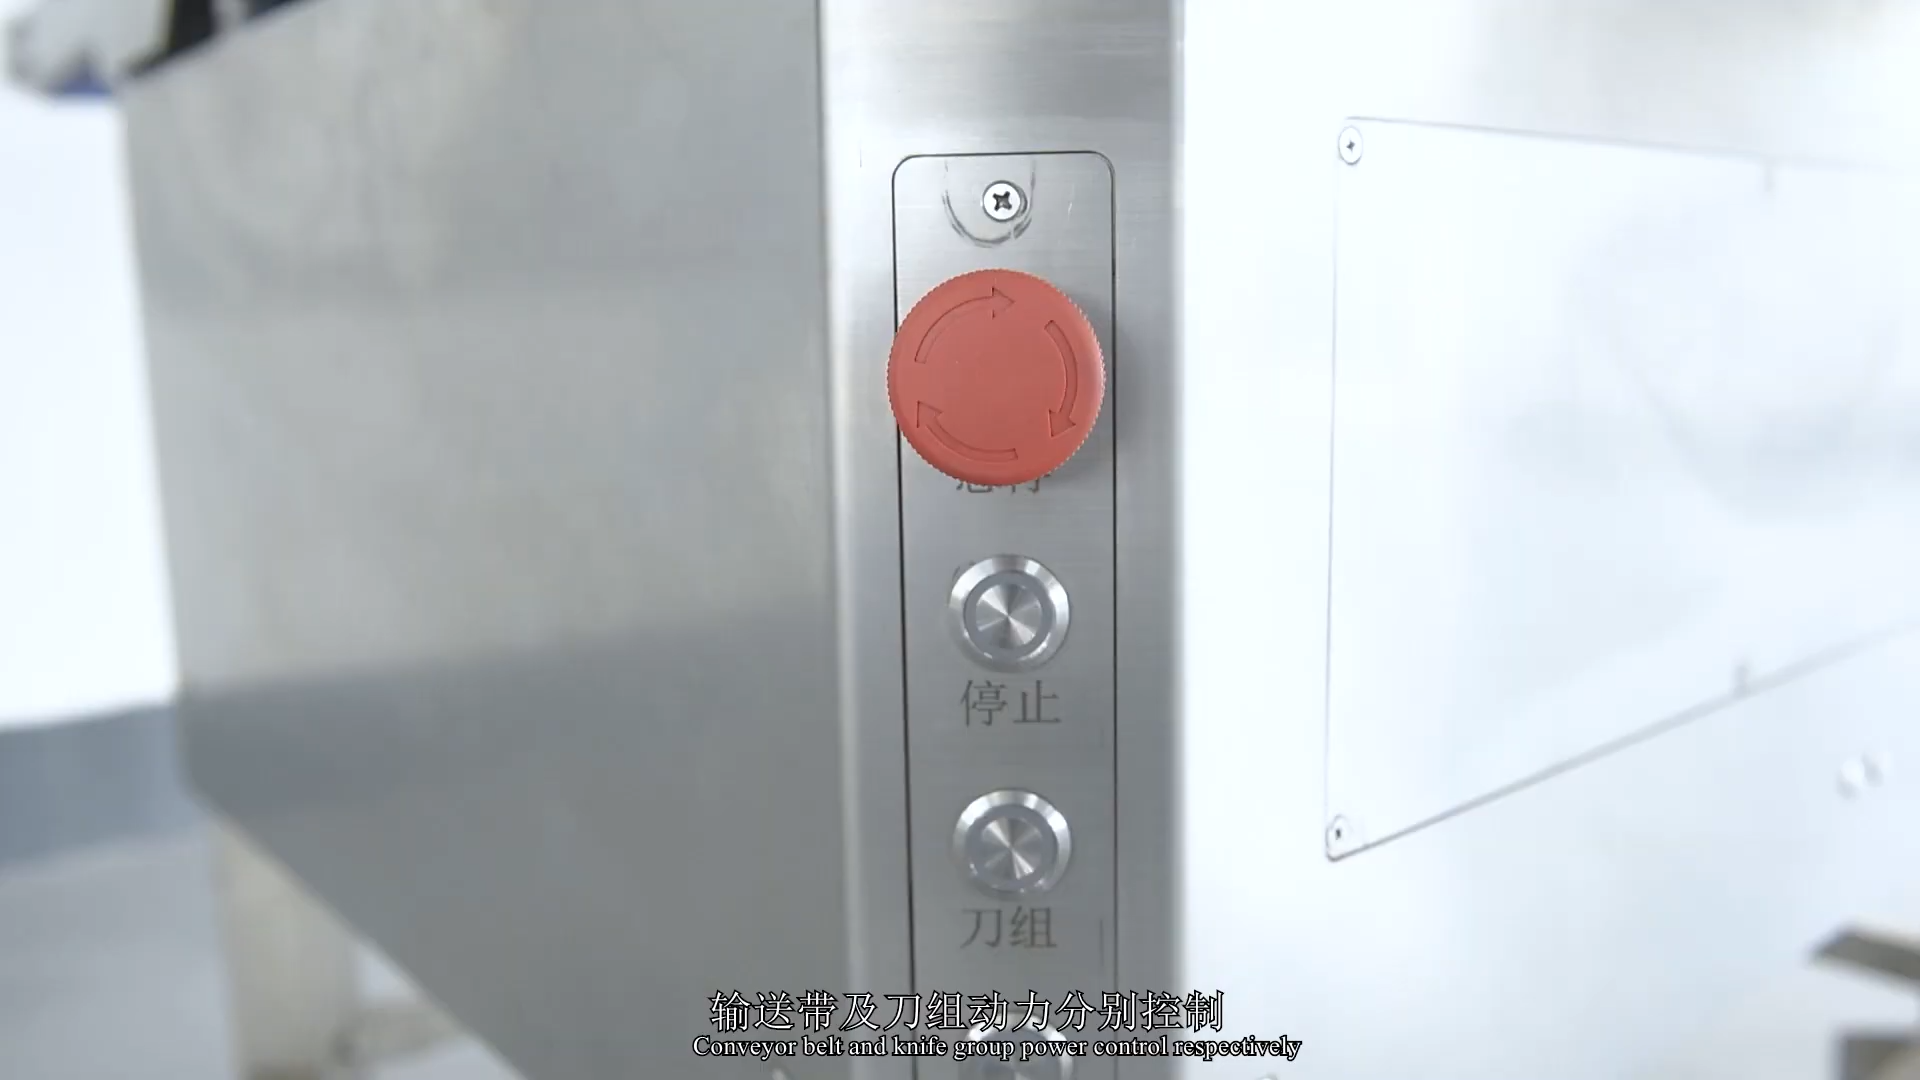 停止
刀组
输送带及刀组动力分别控制
Conveyor belt and knife group power control respectively